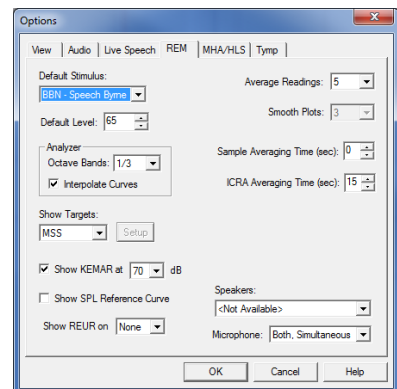 Options
View Audio Live Speech REM MHA/HLS Tymp
Default Stimulus:
BBN - Speech Byrne
Default Level: 65
Analyzer
Octave Bands: 1/3
Interpolate Curves
Show Targets:
MSS Setup
Show KEMAR at 70 dB
Show SPL Reference Curve
Show REUR on None
Average Readings: 5
Smooth Plots: 3
Sample Averaging Time (sec): 0
ICRA Averaging Time (sec): 15
Speakers:
<Not Available>
Microphone: Both, Simultaneous
OK Cancel Help